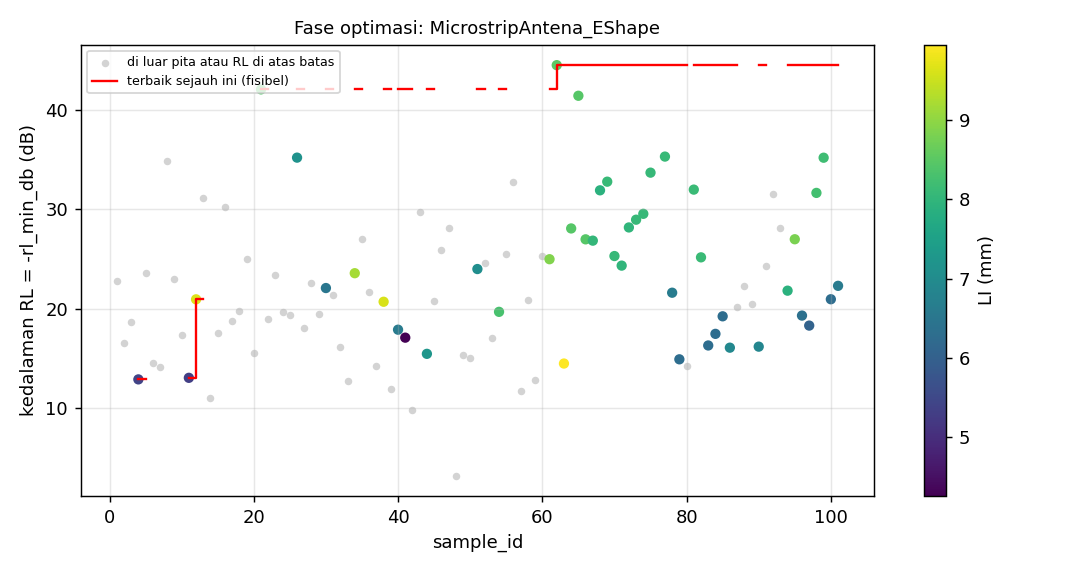 Fase optimasi: MicrostripAntena_EShape
di luar pita atau RL di atas batas
terbaik sejauh ini (fisibel)
kedalaman RL = -rl_min_db (dB)
40
30
20
10
0
20
40
60
80
100
sample_id
9
8
7
6
5
LI (mm)